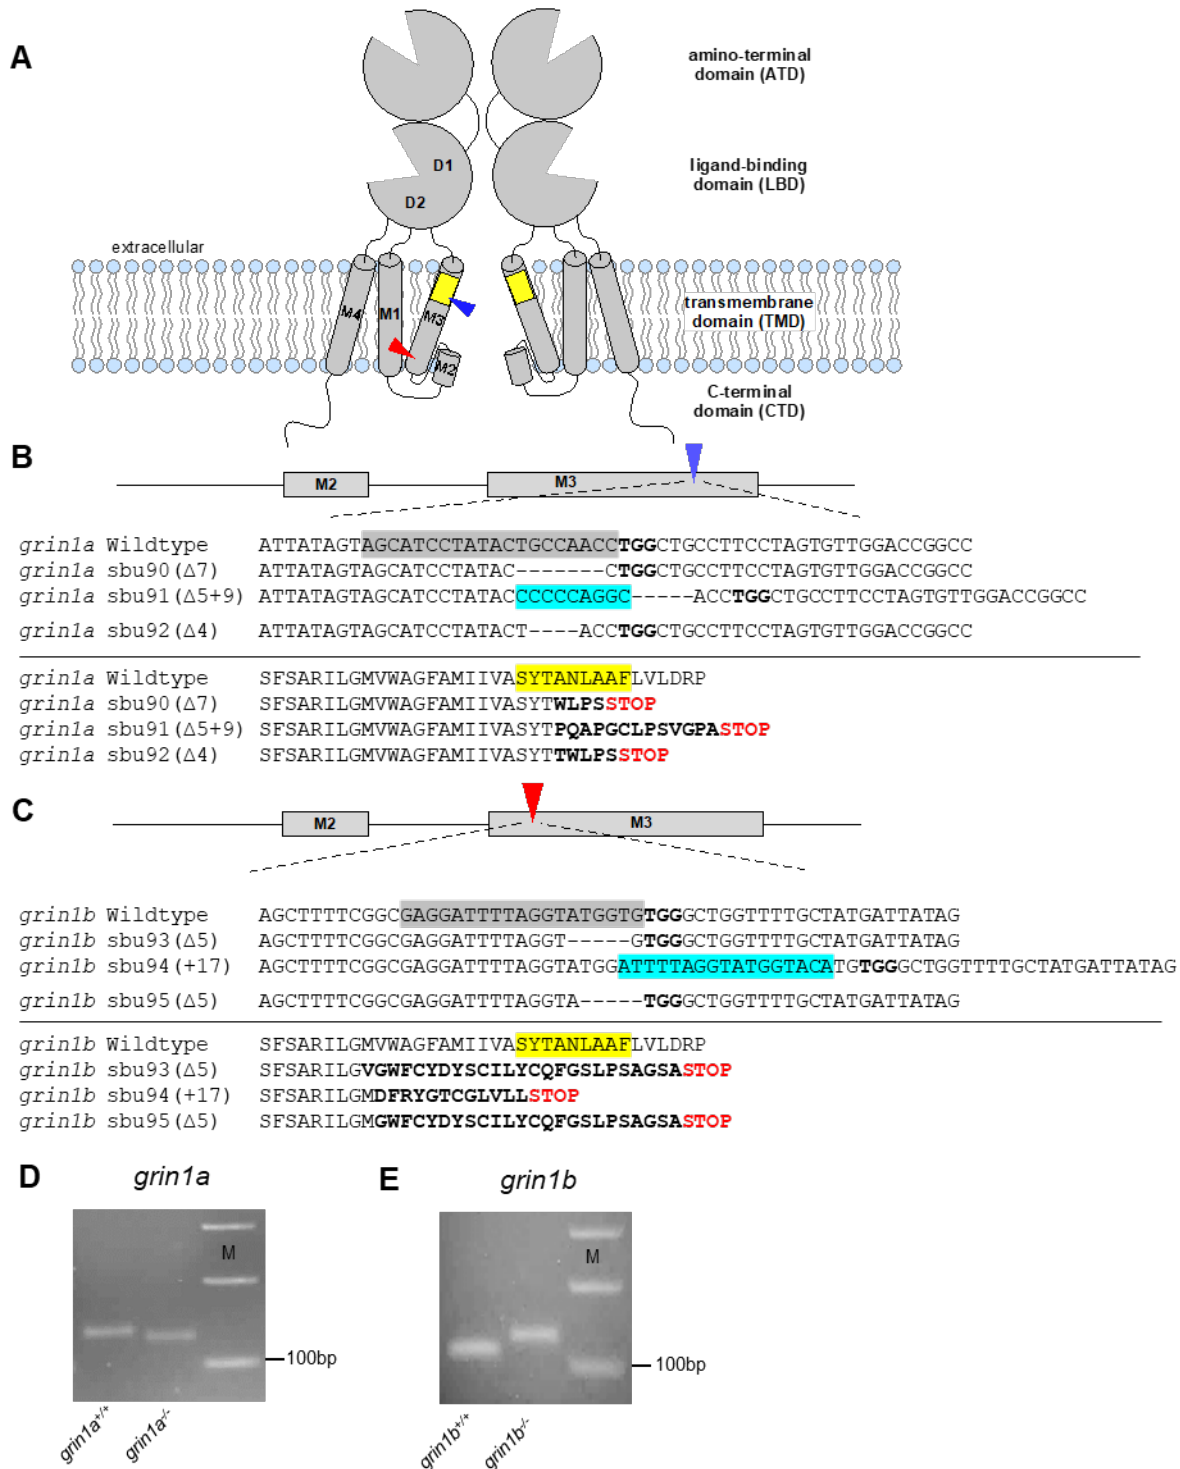 A
amino-terminal
domain (ATD)
D1
D2
ligand-binding
domain (LBD)
extracellular
M4
M1
M3
M2
transmembrane
domain (TMD)
C-terminal
domain (CTD)
B
M2
M3
grin1a Wildtype ATTATAGTAGCATCCTATACTGCCAACCTGGCTGCCTTCCTAGTGTTGGACCGGCC
grin1a sbu90(Δ7) ATTATAGTAGCATCCTATAC-------CTGGCTGCCTTCCTAGTGTTGGACCGGCC
grin1a sbu91(Δ5+9) ATTATAGTAGCATCCTATACCCCCCAGGC-----ACCTGGCTGCCTTCCTAGTGTTGGACCGGCC
grin1a sbu92(Δ4) ATTATAGTAGCATCCTATACT----ACCTGGCTGCCTTCCTAGTGTTGGACCGGCC
grin1a Wildtype SFSARILGMVWAGFAMIIVASYTANLAAFLVLDRP
grin1a sbu90(Δ7) SFSARILGMVWAGFAMIIVASYTWLPSSTOP
grin1a sbu91(Δ5+9) SFSARILGMVWAGFAMIIVASYTPQAPGCLPSVGPASTOP
grin1a sbu92(Δ4) SFSARILGMVWAGFAMIIVASYTTWLPSSTOP
C
M2
M3
grin1b Wildtype AGCTTTTCGGCGAGGATTTTAGGTATGGTGTGGGCTGGTTTTGCTATGATTATAG
grin1b sbu93(Δ5) AGCTTTTCGGCGAGGATTTTAGGT-----GTGGGCTGGTTTTGCTATGATTATAG
grin1b sbu94(+17) AGCTTTTCGGCGAGGATTTTAGGTATGGATTTTAGGTATGGTACATGTGGGCTGGTTTTGCTATGATTATAG
grin1b sbu95(Δ5) AGCTTTTCGGCGAGGATTTTAGGTA-----TGGGCTGGTTTTGCTATGATTATAG
grin1b Wildtype SFSARILGMVWAGFAMIIVASYTANLAAFLVLDRP
grin1b sbu93(Δ5) SFSARILGVGWFCYDYSCILYCQFGSLPSAGSASTOP
grin1b sbu94(+17) SFSARILGMDFRYGTCGLVLLSTOP
grin1b sbu95(Δ5) SFSARILGMGWFCYDYSCILYCQFGSLPSAGSASTOP
D
grin1a
M
100bp
grin1a+/+
grin1a-/-
E
grin1b
M
100bp
grin1b+/+
grin1b-/-